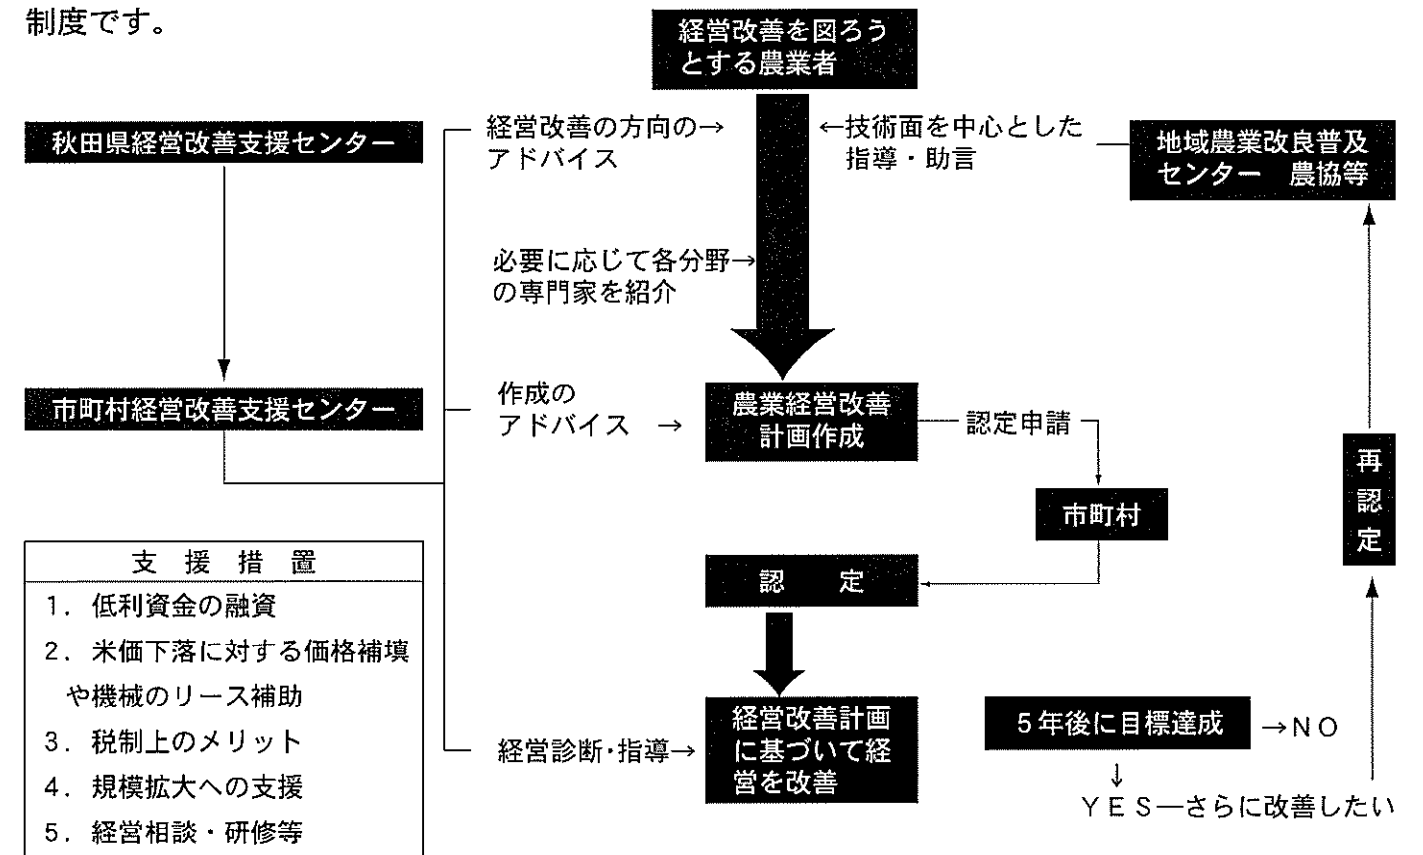 制度です。
経営改善を図ろう
とする農業者
秋田県経営改善支援センター
経営改善の方向の→
アドバイス
←技術面を中心とした
指導・助言
地域農業改良普及
センター　農協等
必要に応じて各分野→
の専門家を紹介
市町村経営改善支援センター
作成の
アドバイス　→
農業経営改善
計画作成
認定申請
市町村
再
認
定
認　定
支　援　措　置
1．低利資金の融資
2．米価下落に対する価格補填
や機械のリース補助
3．税制上のメリット
4．規模拡大への支援
5．経営相談・研修等
経営診断・指導→
経営改善計画
に基づいて経
営を改善
5年後に目標達成
→NO
↓
YES―さらに改善したい